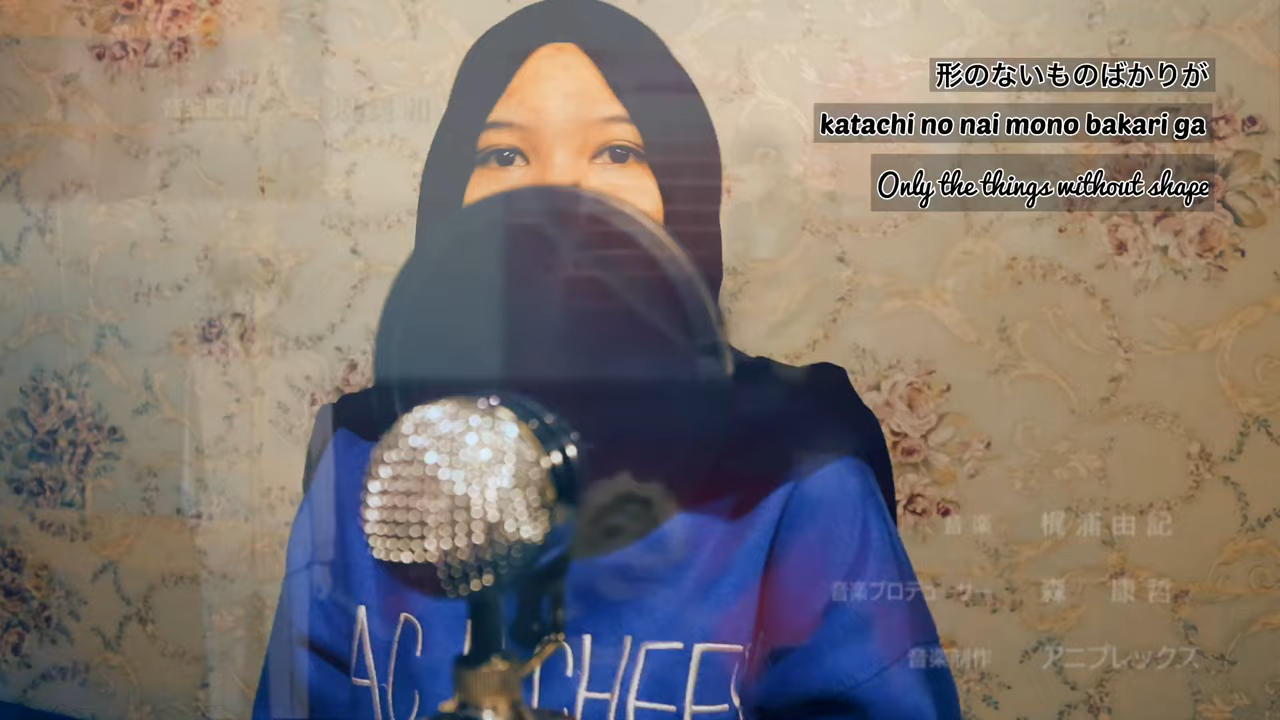 形のないものばかりが
katachi no nai mono bakari ga
Only the things without shape
音楽 梶浦由記
音楽プロデューサー 森 康哲
音楽制作 アニプレックス